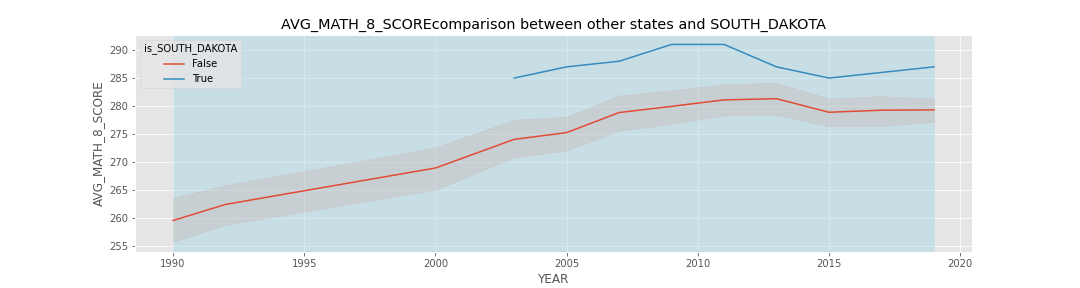 AVG_MATH_8_SCOREcomparison between other states and SOUTH_DAKOTA
is_SOUTH_DAKOTA
False
True
AVG_MATH_8_SCORE
290
285
280
275
270
265
260
255
1990 1995 2000 2005 2010 2015 2020
YEAR